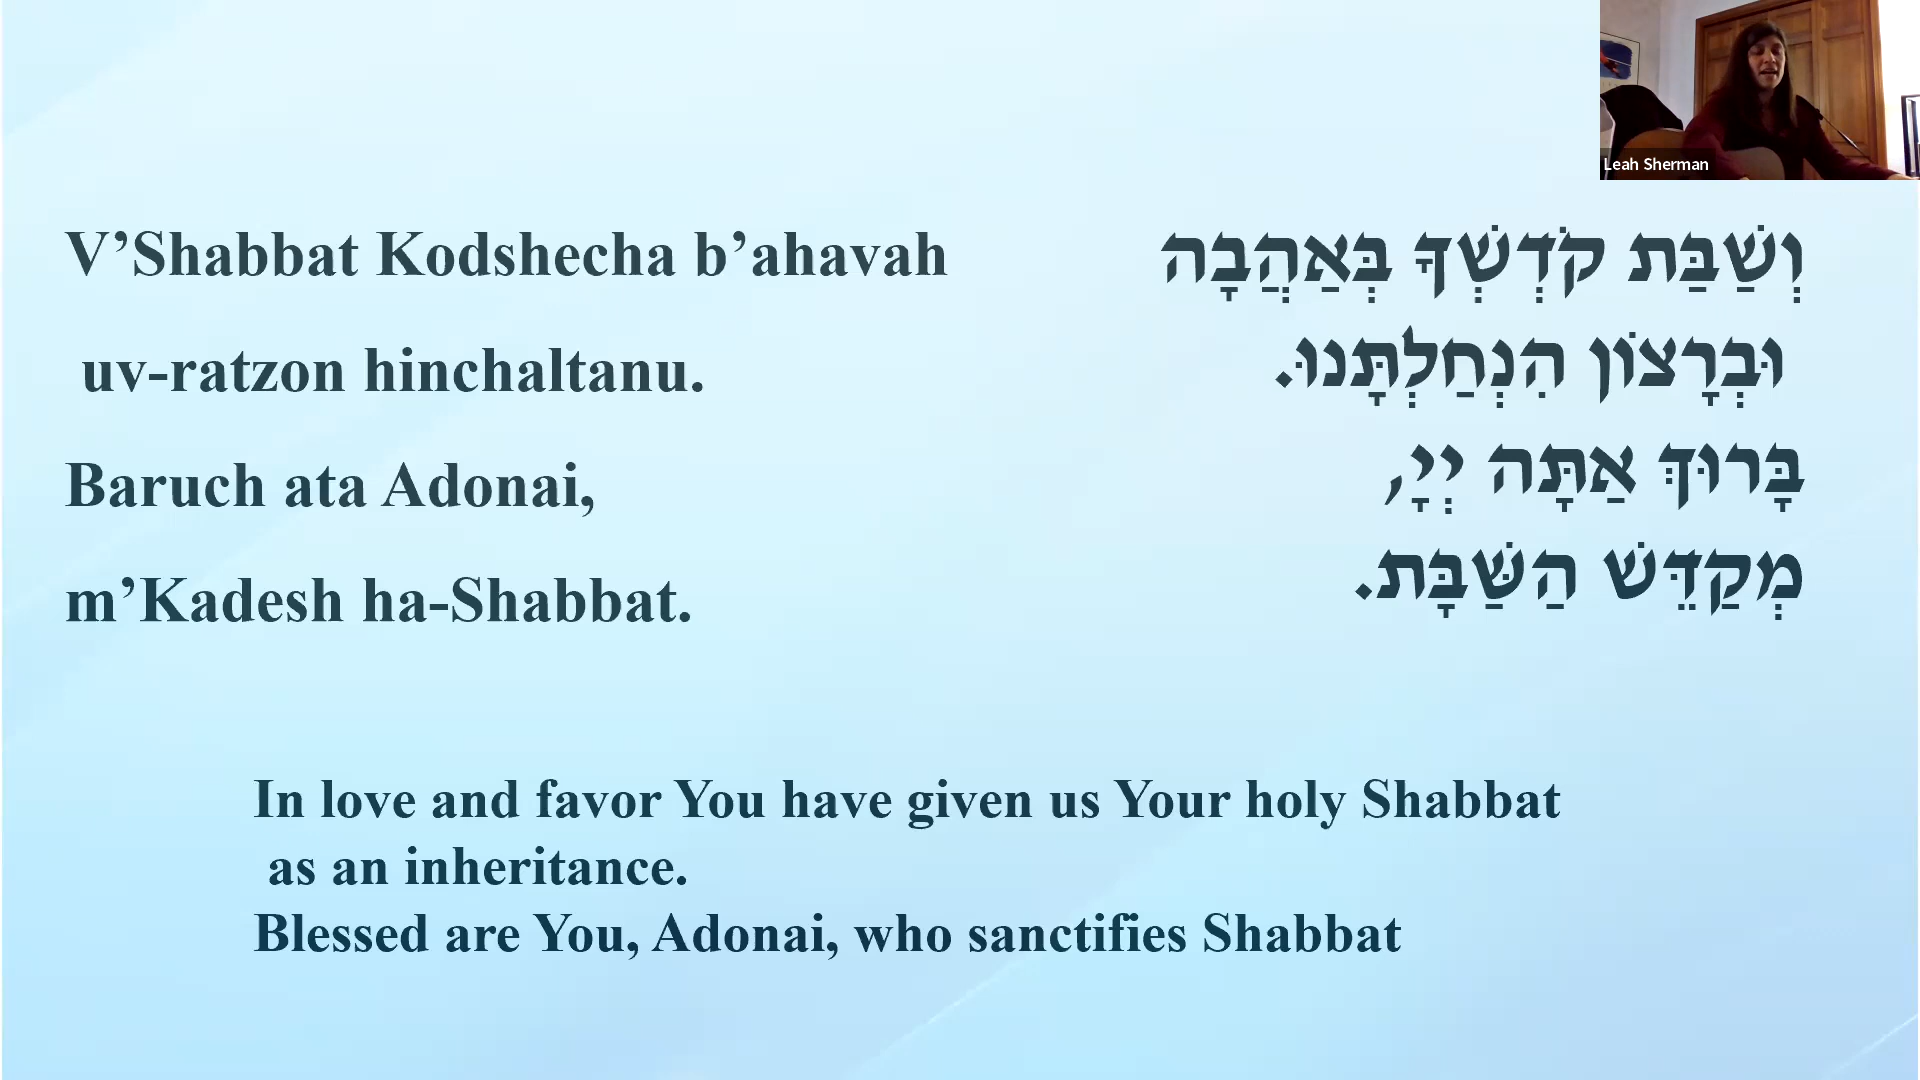 Leah Sherman
V’Shabbat Kodshecha b’ahavah
uv-ratzon hinchaltanu.
Baruch ata Adonai,
m’Kadesh ha-Shabbat.
וְשַׁבַּת קֹדְשְׁךָ בְּאַהֲבָה
וּבְרָצוֹן הִנְחַלְתָּנוּ.
בָּרוּךְ אַתָּה יְיָ,
מְקַדֵּשׁ הַשַּׁבָּת.
In love and favor You have given us Your holy Shabbat
as an inheritance.
Blessed are You, Adonai, who sanctifies Shabbat